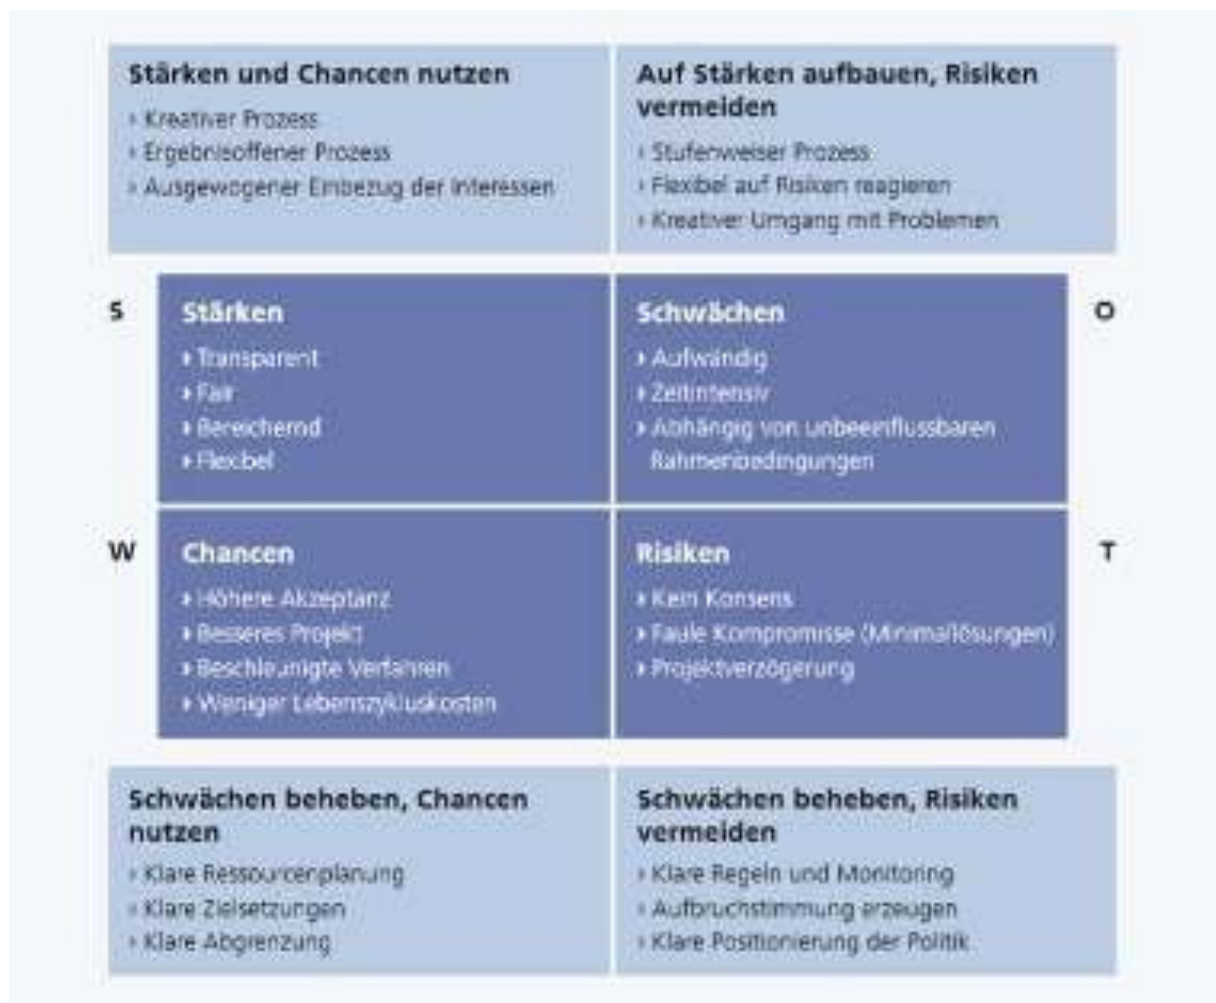 Stärken und Chancen nutzen
› Kreativer Prozess
› Ergebnisoffener Prozess
› Ausgewogener Einbezug der Interessen
Auf Stärken aufbauen, Risiken
vermeiden
› Stufenweiser Prozess
› Flexibel auf Risiken reagieren
› Kreativer Umgang mit Problemen
S
Stärken
› Transparent
› Fair
› Bereichernd
› Flexibel
Schwächen
› Aufwändig
› Zeitintensiv
› Abhängig von unbeeinflussbaren
Rahmenbedingungen
O
W
Chancen
› Höhere Akzeptanz
› Besseres Projekt
› Beschleunigte Verfahren
› Weniger Lebenszykluskosten
Risiken
› Kein Konsens
› Faule Kompromisse (Minimallösungen)
› Projektverzögerung
T
Schwächen beheben, Chancen
nutzen
› Klare Ressourcenplanung
› Klare Zielsetzungen
› Klare Abgrenzung
Schwächen beheben, Risiken
vermeiden
› Klare Regeln und Monitoring
› Aufbruchstimmung erzeugen
› Klare Positionierung der Politik